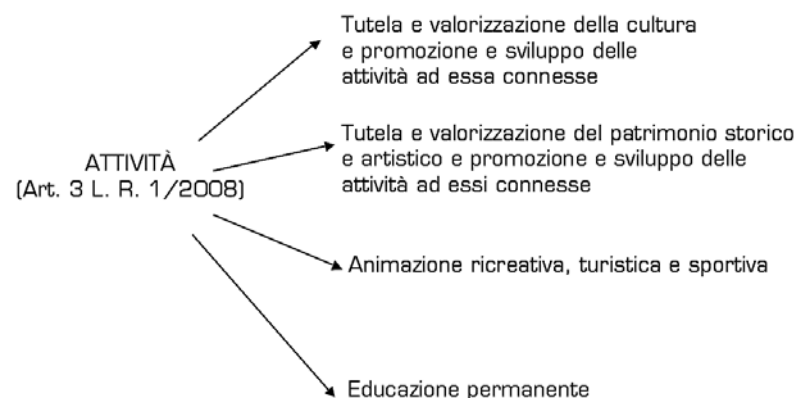 Tutela e valorizzazione della cultura
e promozione e sviluppo delle
attività ad essa connesse
Tutela e valorizzazione del patrimonio storico
e artistico e promozione e sviluppo delle
attività ad essi connesse
ATTIVITÀ
(Art. 3 L. R. 1/2008)
Animazione ricreativa, turistica e sportiva
Educazione permanente